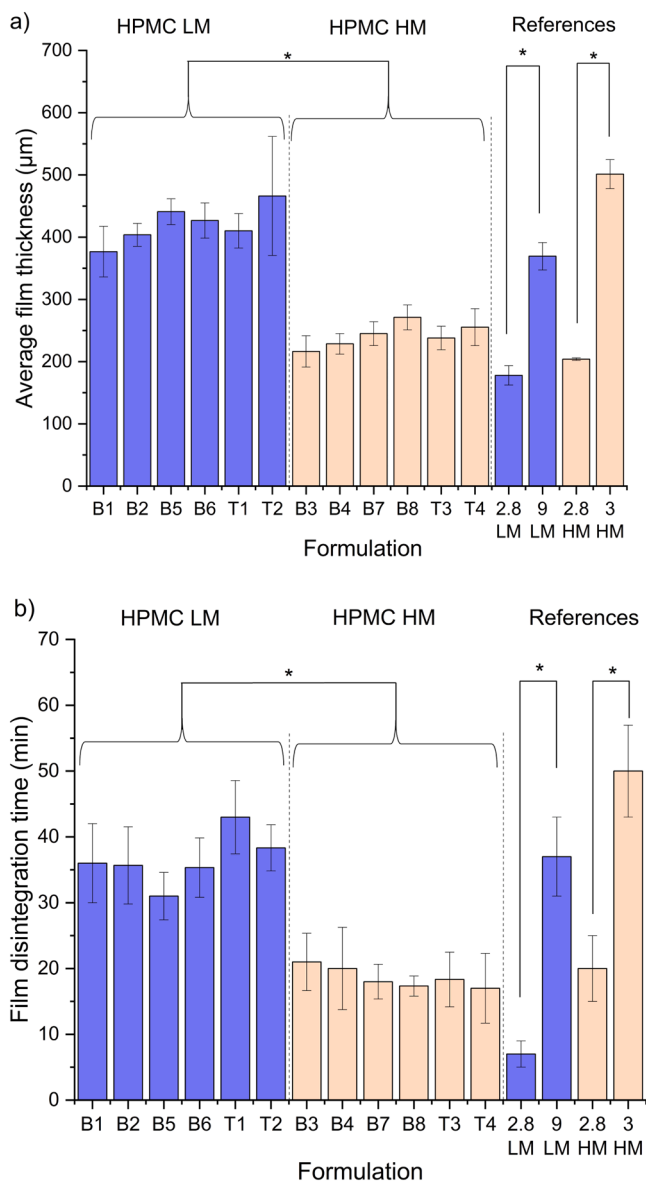 a)
HPMC LM HPMC HM References
* * *
700
600
500
400
300
200
100
0
Average film thickness (µm)
B1 B2 B5 B6 T1 T2 B3 B4 B7 B8 T3 T4 2.8 9 2.8 3
LM LM HM HM
Formulation
b)
HPMC LM HPMC HM References
* * *
70
60
50
40
30
20
10
0
Film disintegration time (min)
B1 B2 B5 B6 T1 T2 B3 B4 B7 B8 T3 T4 2.8 9 2.8 3
LM LM HM HM
Formulation